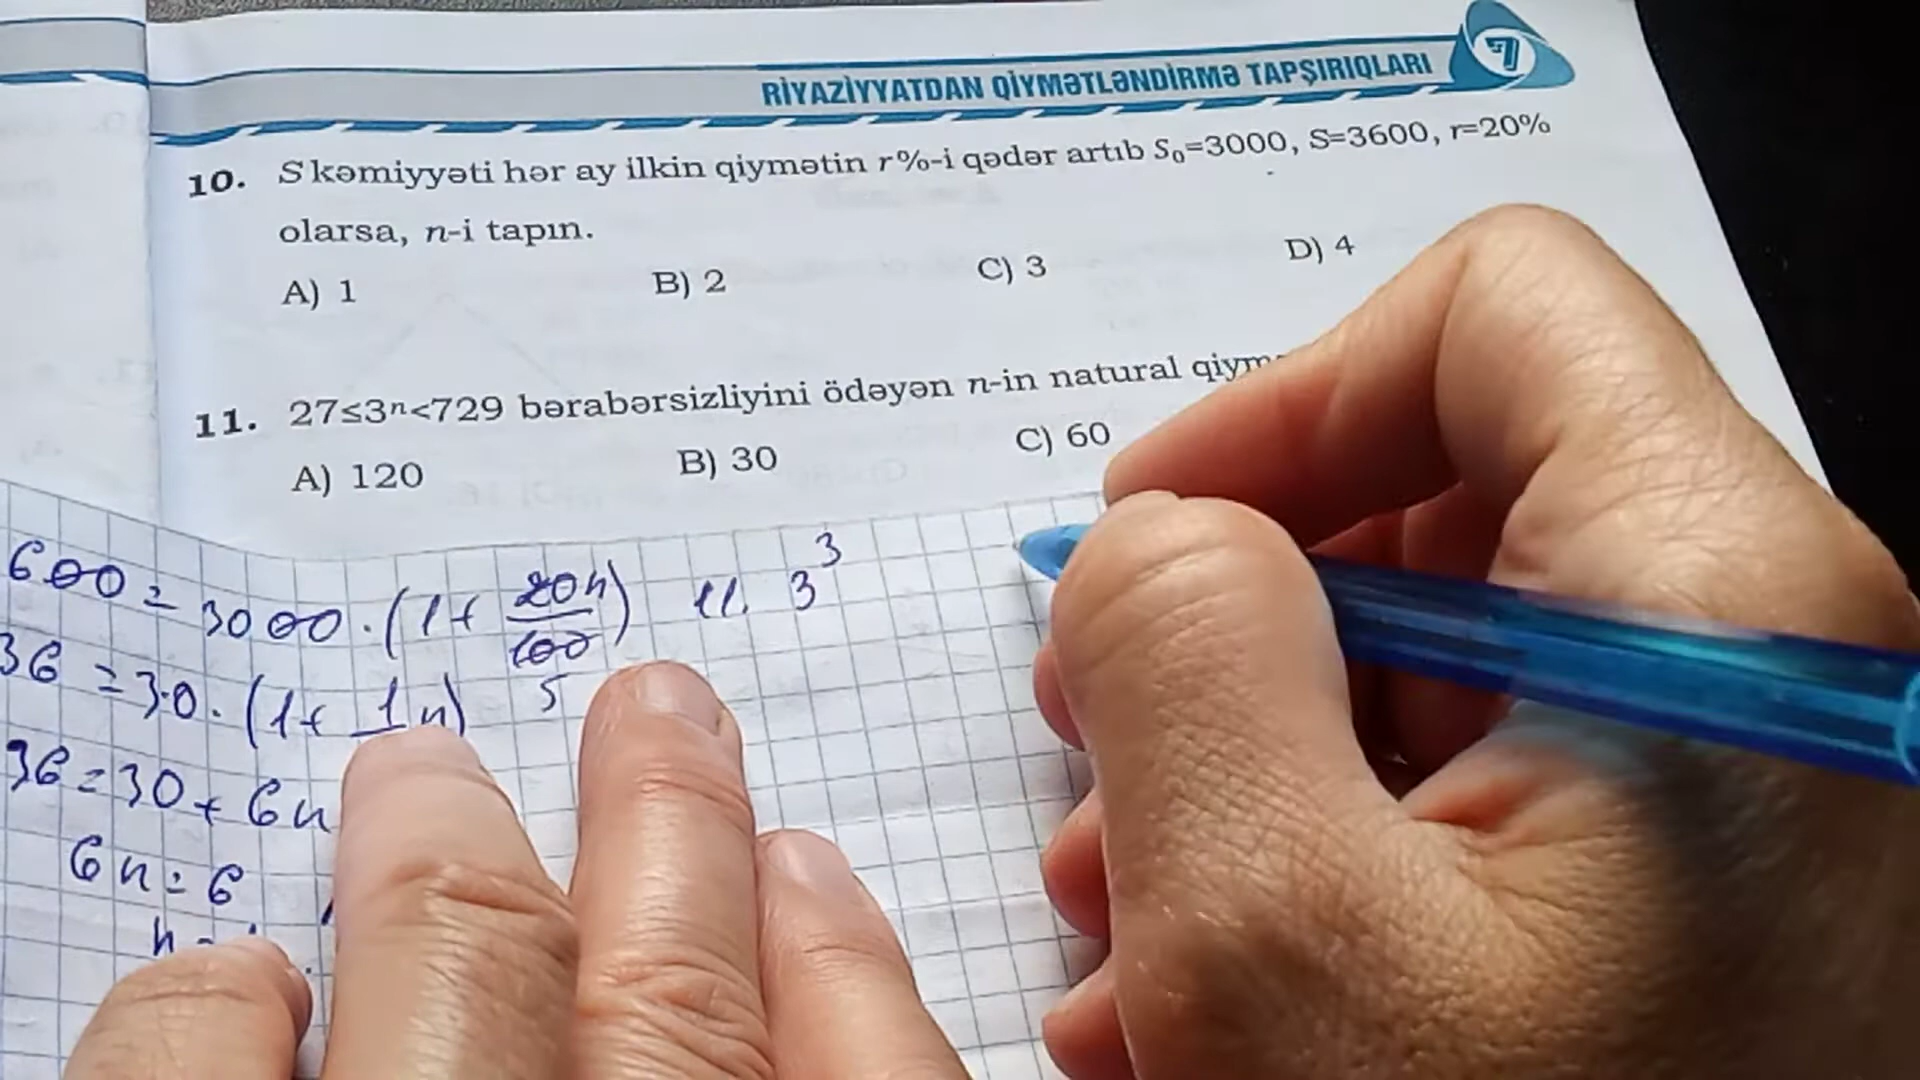 RİYAZİYYATDAN QİYMƏTLƏNDİRMƏ TAPŞIRIQLARI 7
10. S kəmiyyəti hər ay ilkin qiymətin r%-i qədər artıb S₀=3000, S=3600, r=20%
olarsa, n-i tapın.
A) 1 B) 2 C) 3 D) 4
11. 27≤3ⁿ<729 bərabərsizliyini ödəyən n-in natural
A) 120 B) 30 C) 60
600 = 3000 · (1+ 20n/100) 11. 3³
5
36 = 30 · (1+ 1n)
36 = 30 + 6n
6n = 6